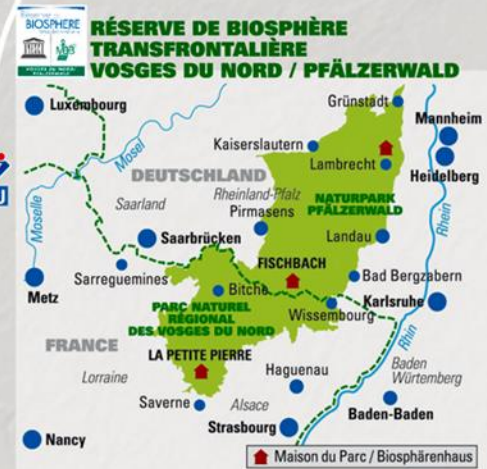 BIOSPHÈRE
RÉSERVE DE BIOSPHÈRE
TRANSFRONTALIÈRE
VOSGES DU NORD / PFÄLZERWALD
Luxembourg
Mosel
Grünstadt
Mannheim
Kaiserslautern
Lambrecht
Heidelberg
DEUTSCHLAND
Rheinland-Pfalz
Saarland
Moselle
Pirmasens
NATURPARK
PFÄLZERWALD
Rhein
Saarbrücken
Landau
FISCHBACH
Sarreguemines
Bad Bergzabern
Metz
Bitche
Karlsruhe
PARC NATUREL
RÉGIONAL
DES VOSGES DU NORD
Wissembourg
FRANCE
LA PETITE PIERRE
Rhin
Haguenau
Baden
Würtemberg
Lorraine
Saverne
Alsace
Baden-Baden
Nancy
Strasbourg
Maison du Parc / Biosphärenhaus